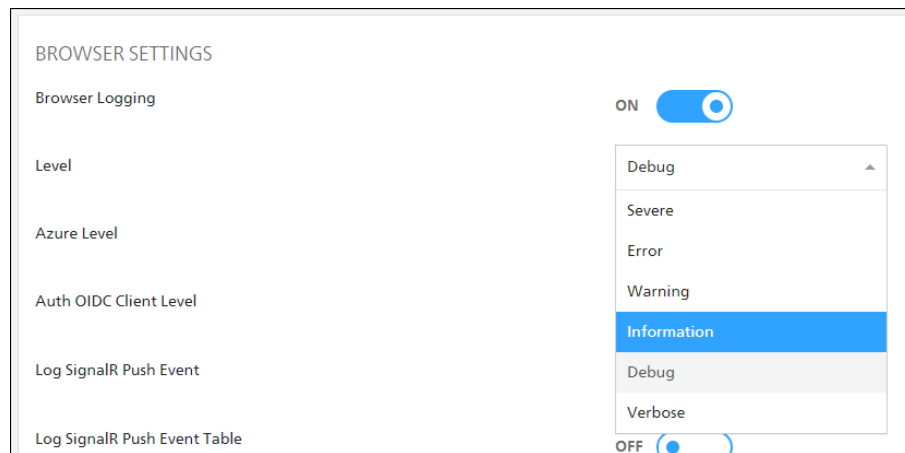 BROWSER SETTINGS
Browser Logging
ON
Level
Debug
Severe
Azure Level
Error
Warning
Auth OIDC Client Level
Information
Log SignalR Push Event
Debug
Verbose
Log SignalR Push Event Table
OFF